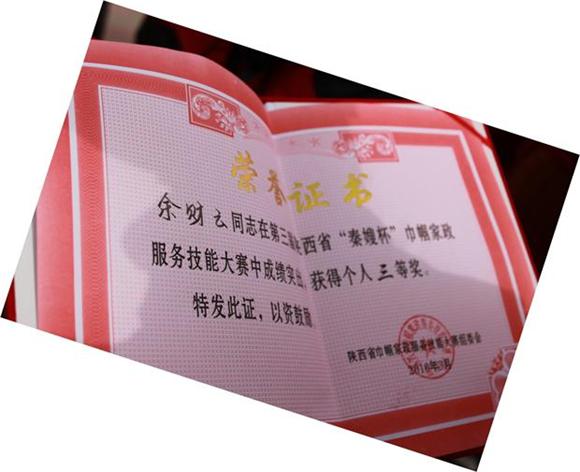 荣誉证书
余财云同志在第三届陕西省“秦嫂杯”巾帼家政
服务技能大赛中成绩突出，获得个人三等奖。
特发此证，以资鼓励
陕西省巾帼家政服务技能大赛组委会
2016年3月